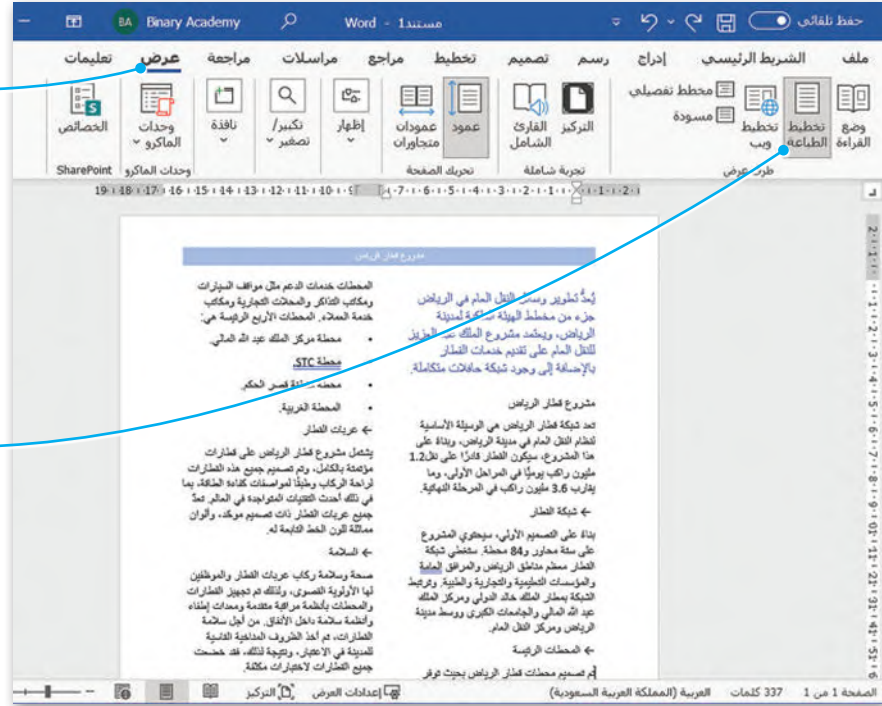 حفظ تلقائي
مستند1 - Word
Binary Academy
BA
ملف الشريط الرئيسي إدراج رسم تصميم تخطيط مراجع مراسلات مراجعة عرض تعليمات
وضع القراءة
تخطيط الطباعة
تخطيط ويب
مخطط تفصيلي
مسودة
طرق عرض
التركيز
القارئ الشامل
تجربة شاملة
عمود
عمودات متجاورات
تحريك الصفحة
إظهار
تكبير/ تصغير
نافذة
وحدات الماكرو
وحدات الماكرو
الخصائص
SharePoint
مشروع قطار الرياض
يُعدُّ تطوير وسائل النقل العام في الرياض
جزء من مخطط الهيئة الملكية لمدينة
الرياض، ويعتمد مشروع الملك عبد العزيز
للنقل العام على تقديم خدمات القطار
بالإضافة إلى وجود شبكة حافلات متكاملة.
مشروع قطار الرياض
تعد شبكة قطار الرياض هي الوسيلة الأساسية
لنظام النقل العام في مدينة الرياض، وبناءً على
هذا المشروع، سيكون القطار قادرًا على نقل1.2
مليون راكب يوميًا في المراحل الأولى، وما
يقارب 3.6 مليون راكب في المرحلة النهائية.
← شبكة القطار
بناءً على التصميم الأولي، سيحتوي المشروع
على ستة محاور و84 محطة. ستغطي شبكة
القطار معظم مناطق الرياض والمرافق العامة
والمؤسسات التعليمية والتجارية والطبية. وترتبط
الشبكة بمطار الملك خالد الدولي ومركز الملك
عبد الله المالي والجامعات الكبرى ووسط مدينة
الرياض ومركز النقل العام.
← المحطات الرئيسة
تم تصميم محطات قطار الرياض بحيث توفر
المحطات خدمات الدعم مثل مواقف السيارات
ومكاتب التذاكر والمحلات التجارية ومكاتب
خدمة العملاء. المحطات الأربع الرئيسة هي:
• محطة مركز الملك عبد الله المالي.
محطة STC.
• محطة قصر الحكم.
• المحطة الغربية.
← عربات القطار
يشتمل مشروع قطار الرياض على قطارات
مؤتمتة بالكامل، وتم تصميم جميع هذه القطارات
لراحة الركاب وطبقًا لمواصفات كفاءة الطاقة، بما
في ذلك أحدث التقنيات المتواجدة في العالم. تعدّ
جميع عربات القطار ذات تصميم موحَّد، وألوان
مماثلة للون الخط التابعة له.
← السلامة
صحة وسلامة ركاب عربات القطار والموظفين
لها الأولوية القصوى، ولذلك تم تجهيز القطارات
والمحطات بأنظمة مراقبة متقدمة ومعدات إطفاء
وأنظمة سلامة داخل الأنفاق. من أجل سلامة
القطارات، تم أخذ الظروف المناخية القاسية
للمدينة في الاعتبار، ونتيجة لذلك، فقد خضعت
جميع القطارات لاختبارات مكثفة.
الصفحة 1 من 1 337 كلمات العربية (المملكة العربية السعودية) إعدادات العرض التركيز